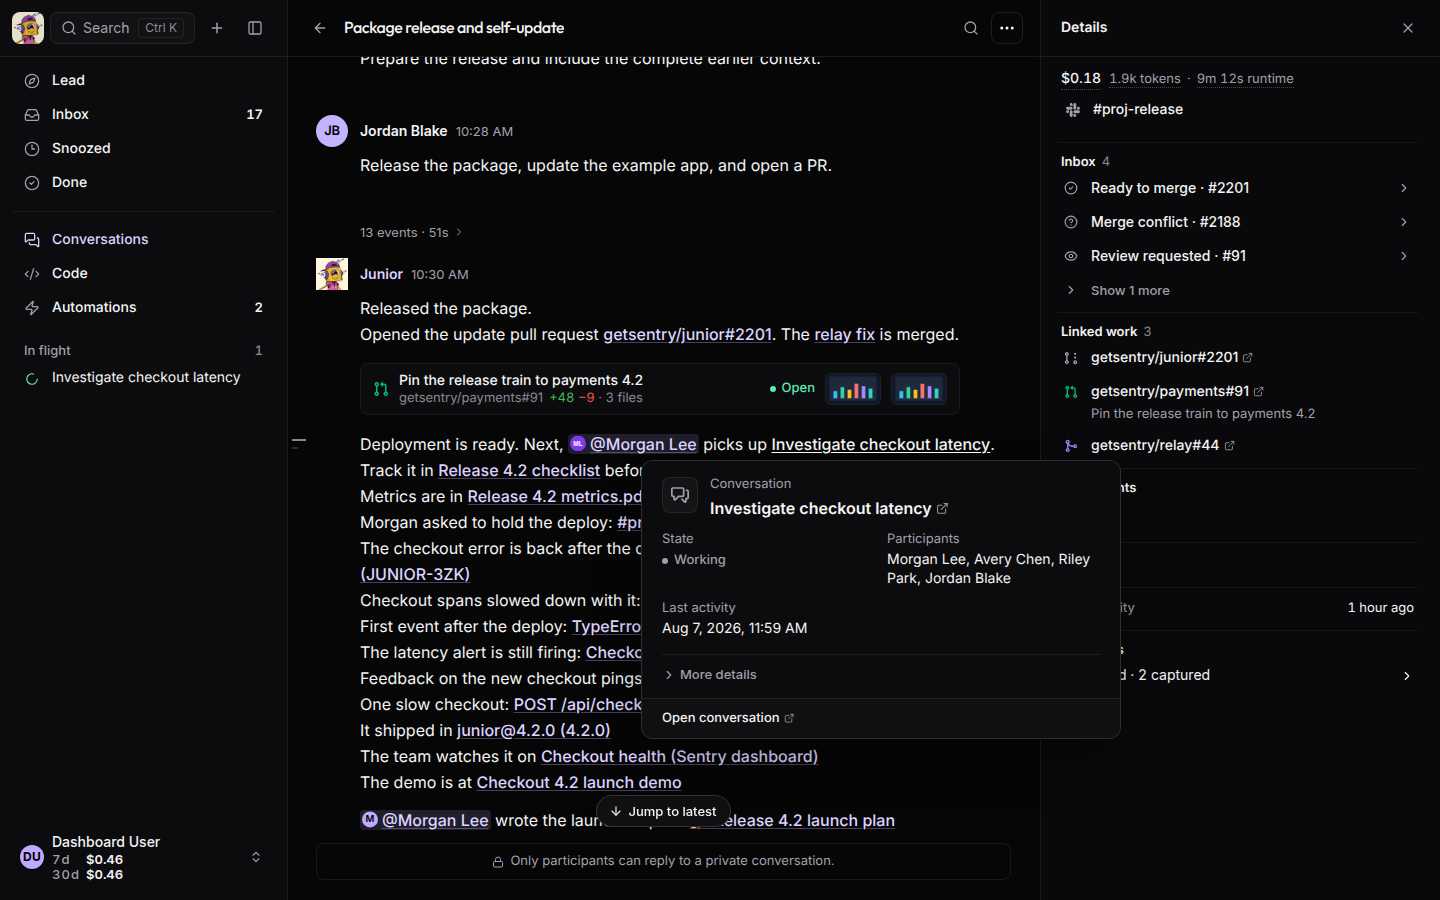 Search Ctrl K
Lead
Inbox 17
Snoozed
Done
Conversations
Code
Automations 2
In flight 1
Investigate checkout latency
DU Dashboard User
7d $0.46
30d $0.46
Package release and self-update
Prepare the release and include the complete earlier context.
JB Jordan Blake 10:28 AM
Release the package, update the example app, and open a PR.
13 events · 51s
Junior 10:30 AM
Released the package.
Opened the update pull request getsentry/junior#2201. The relay fix is merged.
Pin the release train to payments 4.2
getsentry/payments#91 +48 −9 · 3 files
Open
Deployment is ready. Next, ML @Morgan Lee picks up Investigate checkout latency.
Track it in Release 4.2 checklist
Metrics are in Release 4.2 metrics.pd
Morgan asked to hold the deploy:
The checkout error is back after the
(JUNIOR-3ZK)
Checkout spans slowed down with it:
First event after the deploy: TypeErro
The latency alert is still firing: Checko
Feedback on the new checkout pings
One slow checkout: POST /api/check
It shipped in junior@4.2.0 (4.2.0)
The team watches it on Checkout health (Sentry dashboard)
The demo is at Checkout 4.2 launch demo
M @Morgan Lee wrote the elease 4.2 launch plan
Jump to latest
Only participants can reply to a private conversation.
Conversation
Investigate checkout latency
State
Working
Participants
Morgan Lee, Avery Chen, Riley
Park, Jordan Blake
Last activity
Aug 7, 2026, 11:59 AM
More details
Open conversation
Details
$0.18 1.9k tokens · 9m 12s runtime
#proj-release
Inbox 4
Ready to merge · #2201
Merge conflict · #2188
Review requested · #91
Show 1 more
Linked work 3
getsentry/junior#2201
getsentry/payments#91
Pin the release train to payments 4.2
getsentry/relay#44
nts
ity 1 hour ago
s
d · 2 captured